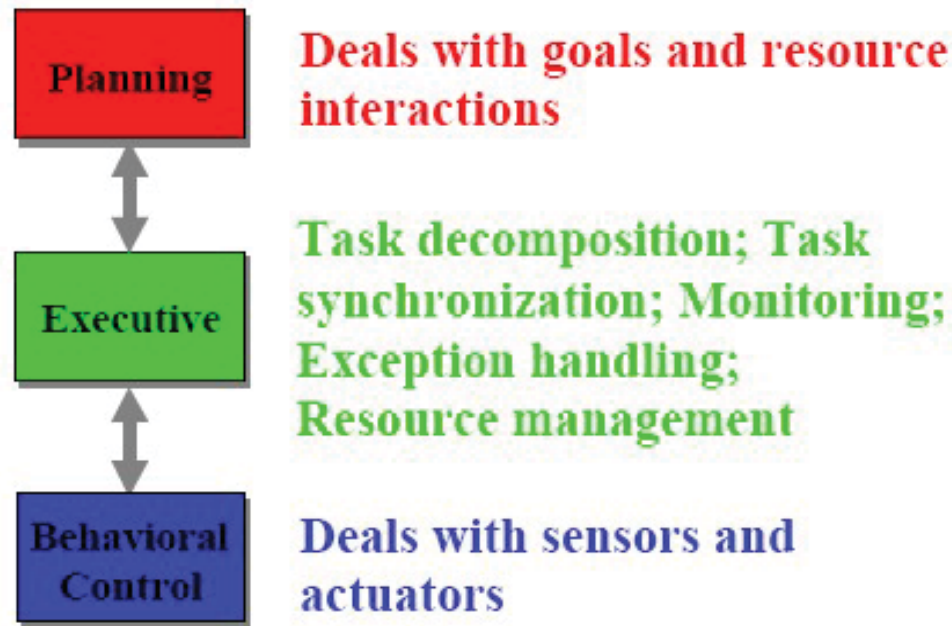 Planning
Deals with goals and resource
interactions
Executive
Task decomposition; Task
synchronization; Monitoring;
Exception handling;
Resource management
Behavioral
Control
Deals with sensors and
actuators